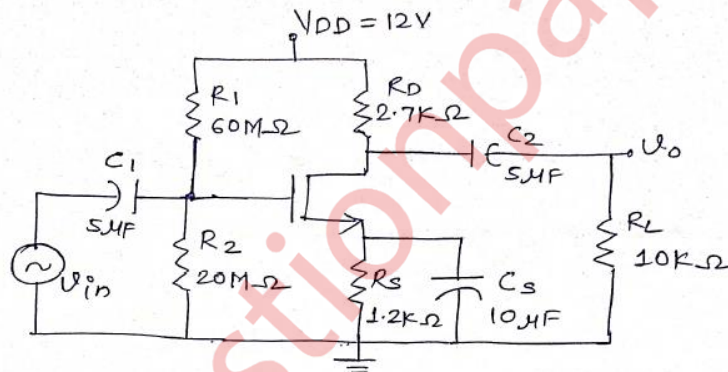 VDD = 12V
R1
60MΩ
RD
2.7KΩ
C1
5μF
C2
5μF
vo
R2
20MΩ
vin
RS
1.2KΩ
CS
10μF
RL
10KΩ
stionpap